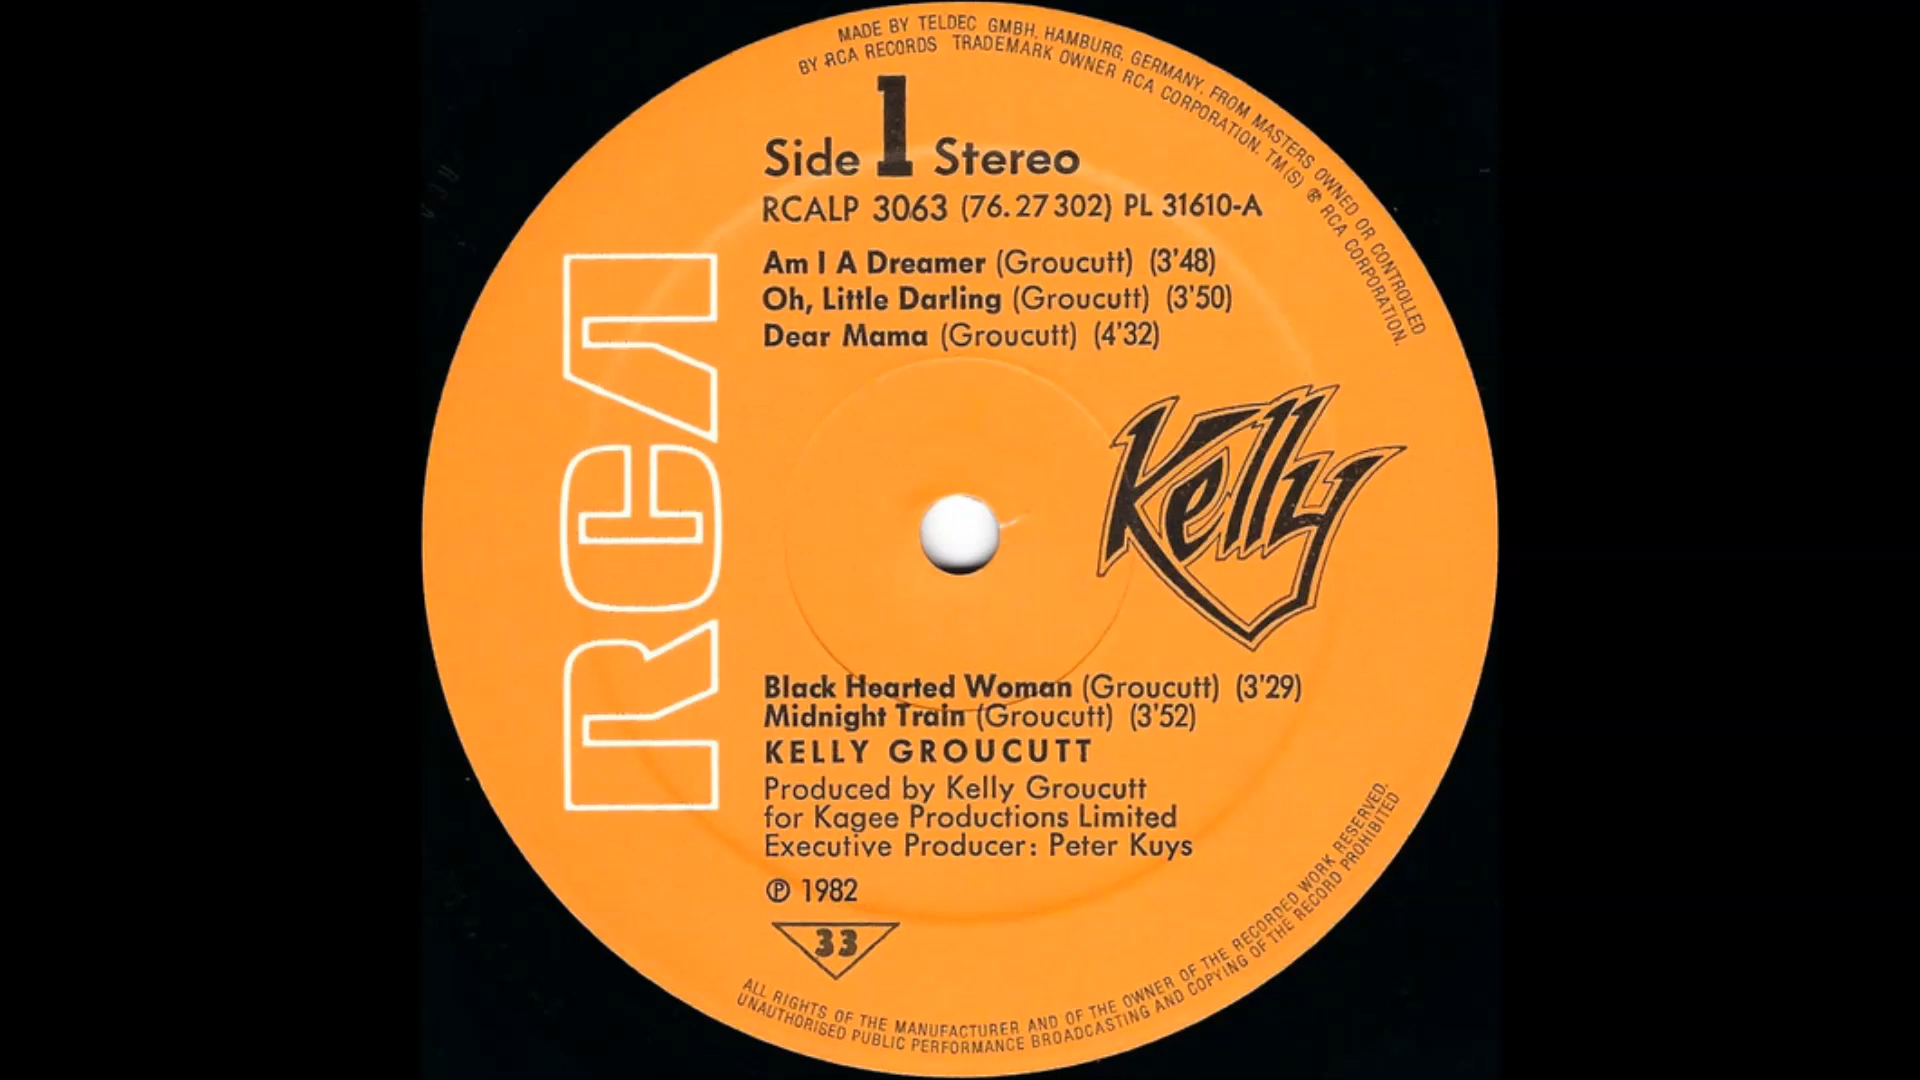 MADE BY TELDEC GMBH, HAMBURG, GERMANY, FROM MASTERS OWNED OR CONTROLLED
BY RCA RECORDS TRADEMARK OWNER RCA CORPORATION. TM(S) ® RCA CORPORATION.
Side 1 Stereo
RCALP 3063 (76.27302) PL 31610-A
Am I A Dreamer (Groucutt) (3'48)
Oh, Little Darling (Groucutt) (3'50)
Dear Mama (Groucutt) (4'32)
RCA
Kelly
Black Hearted Woman (Groucutt) (3'29)
Midnight Train (Groucutt) (3'52)
KELLY GROUCUTT
Produced by Kelly Groucutt
for Kagee Productions Limited
Executive Producer: Peter Kuys
℗ 1982
33
ALL RIGHTS OF THE MANUFACTURER AND OF THE OWNER OF THE RECORDED WORK RESERVED.
UNAUTHORISED PUBLIC PERFORMANCE BROADCASTING AND COPYING OF THE RECORD PROHIBITED